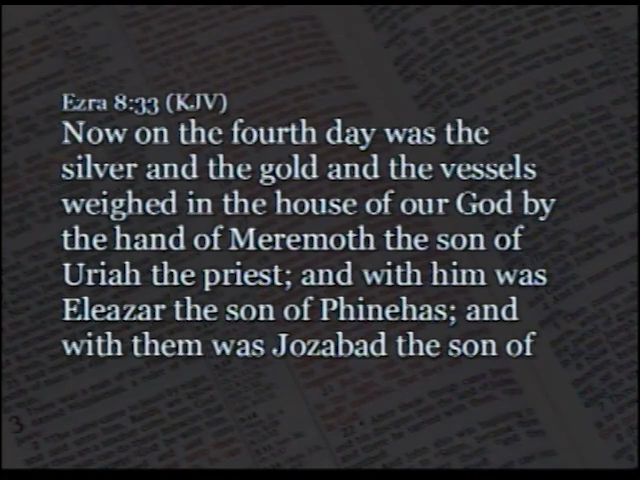 Ezra 8:33 (KJV)
Now on the fourth day was the
silver and the gold and the vessels
weighed in the house of our God by
the hand of Meremoth the son of
Uriah the priest; and with him was
Eleazar the son of Phinehas; and
with them was Jozabad the son of